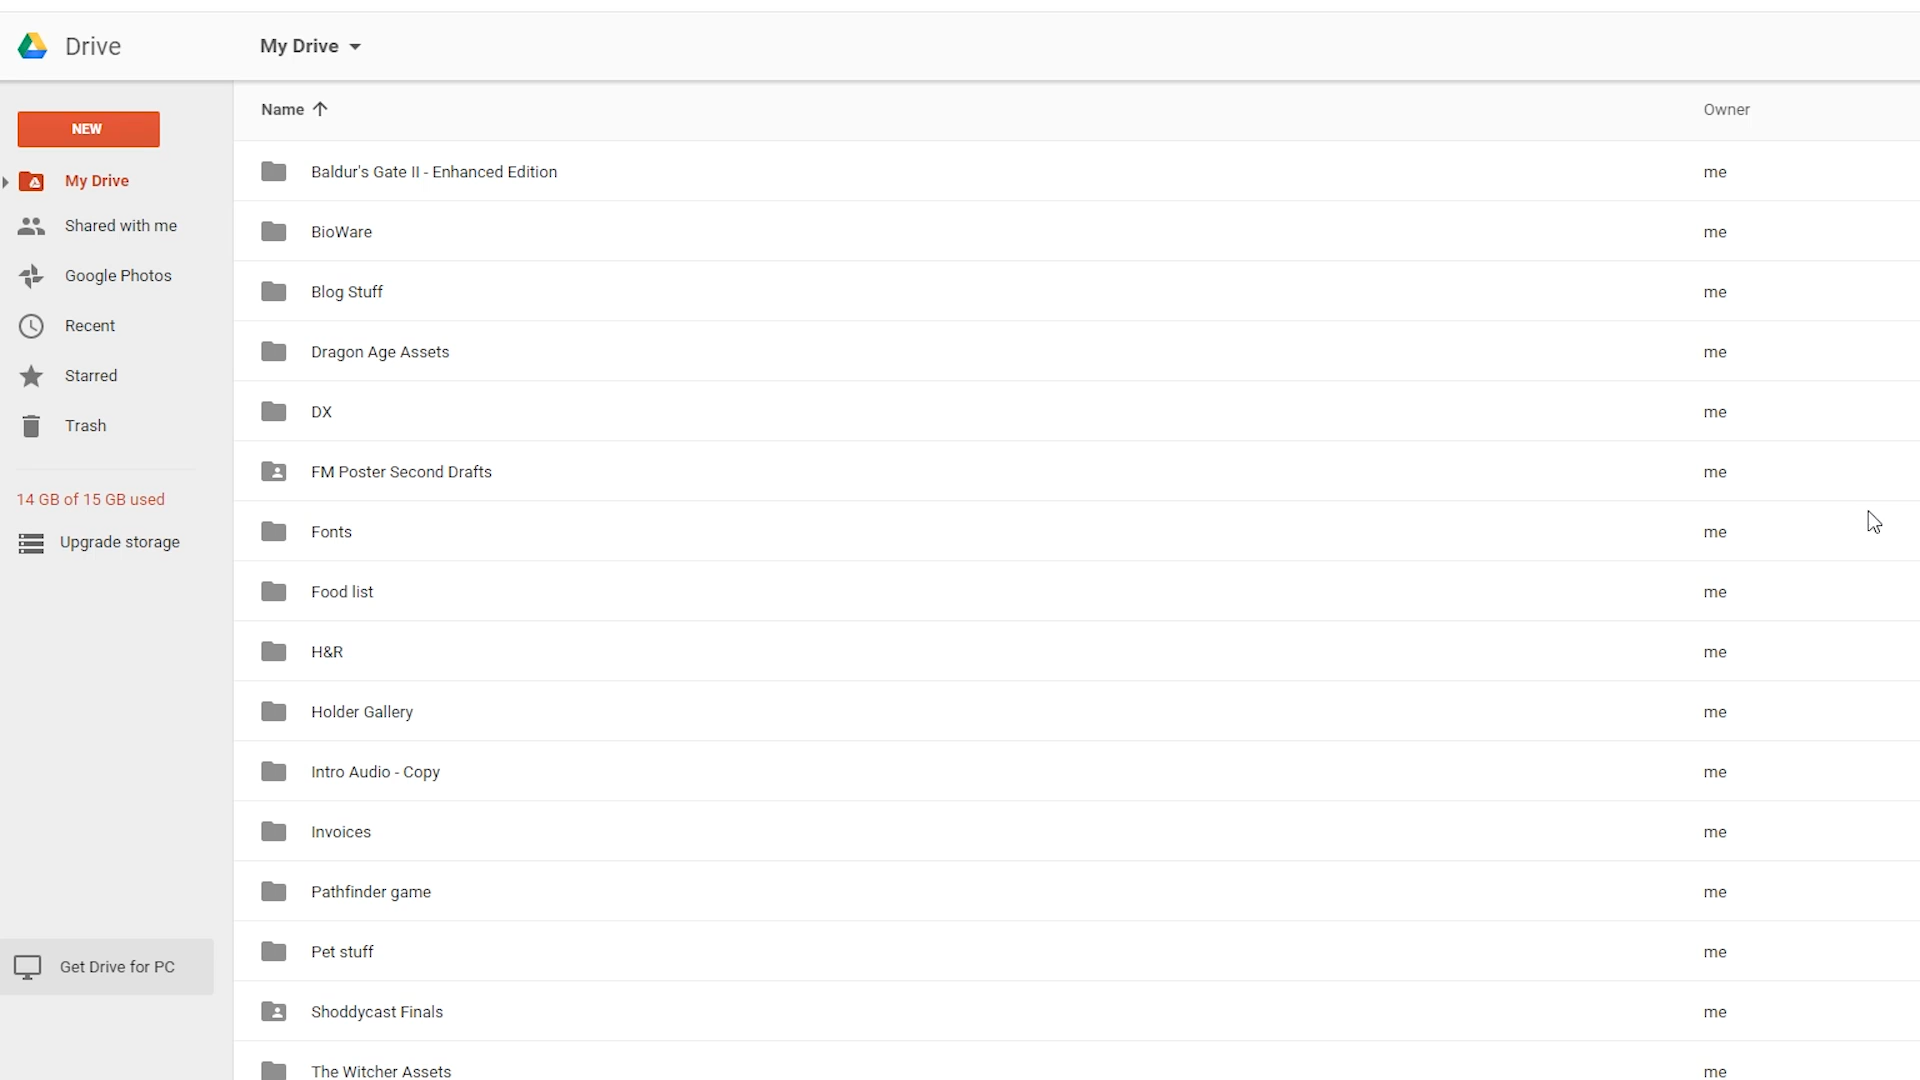 Drive
My Drive
Name
Owner
NEW
My Drive
Shared with me
Google Photos
Recent
Starred
Trash
14 GB of 15 GB used
Upgrade storage
Get Drive for PC
Baldur's Gate II - Enhanced Edition me
BioWare me
Blog Stuff me
Dragon Age Assets me
DX me
FM Poster Second Drafts me
Fonts me
Food list me
H&R me
Holder Gallery me
Intro Audio - Copy me
Invoices me
Pathfinder game me
Pet stuff me
Shoddycast Finals me
The Witcher Assets me